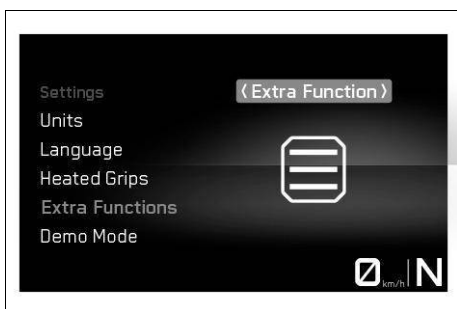 Settings
⟨Extra Function⟩
Units
Language
Heated Grips
Extra Functions
Demo Mode
0 km/h N